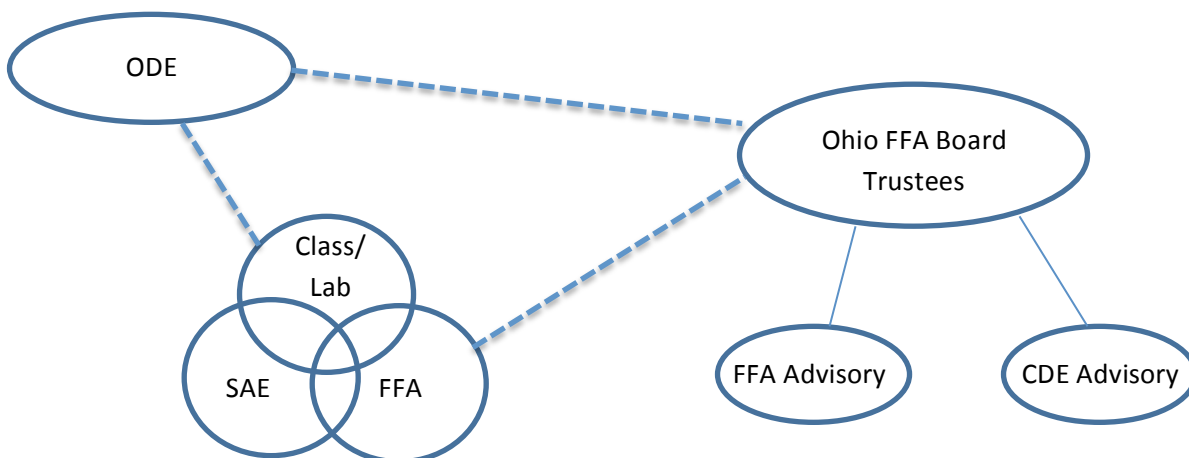 ODE
Ohio FFA Board
Trustees
Class/
Lab
SAE
FFA
FFA Advisory
CDE Advisory